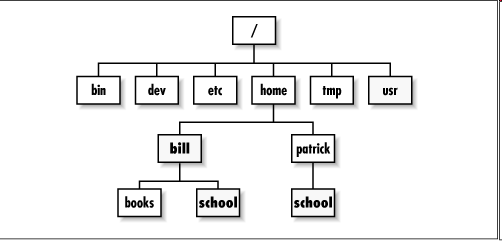 /
bin dev etc home tmp usr
bill patrick
books school school